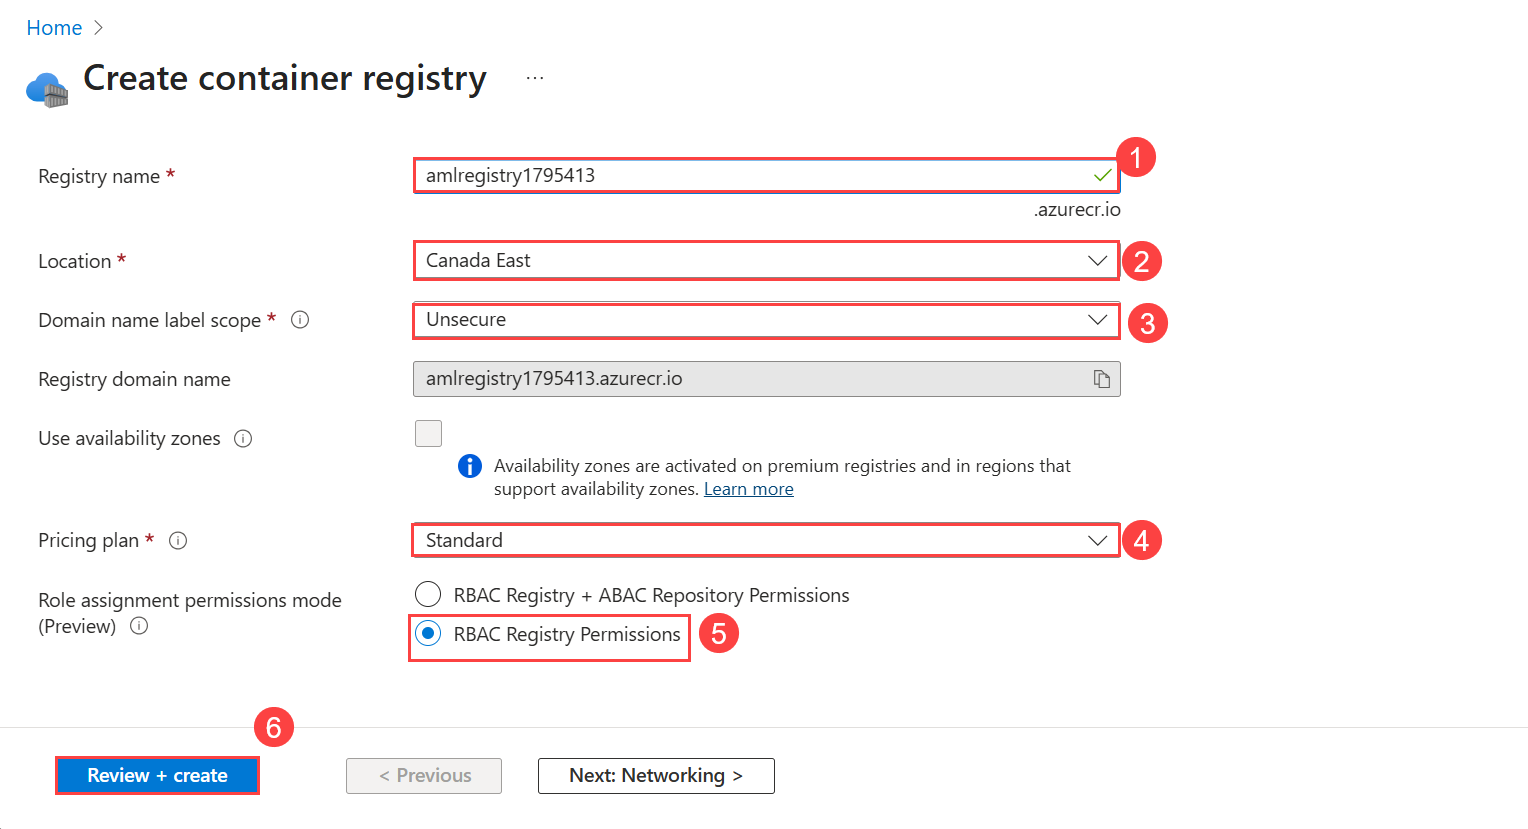 Home >
Create container registry ...
Registry name *
amlregistry1795413
1
.azurecr.io
Location *
Canada East
2
Domain name label scope *
Unsecure
3
Registry domain name
amlregistry1795413.azurecr.io
Use availability zones
Availability zones are activated on premium registries and in regions that
support availability zones. Learn more
Pricing plan *
Standard
4
Role assignment permissions mode
(Preview)
RBAC Registry + ABAC Repository Permissions
RBAC Registry Permissions
5
6
Review + create
< Previous
Next: Networking >